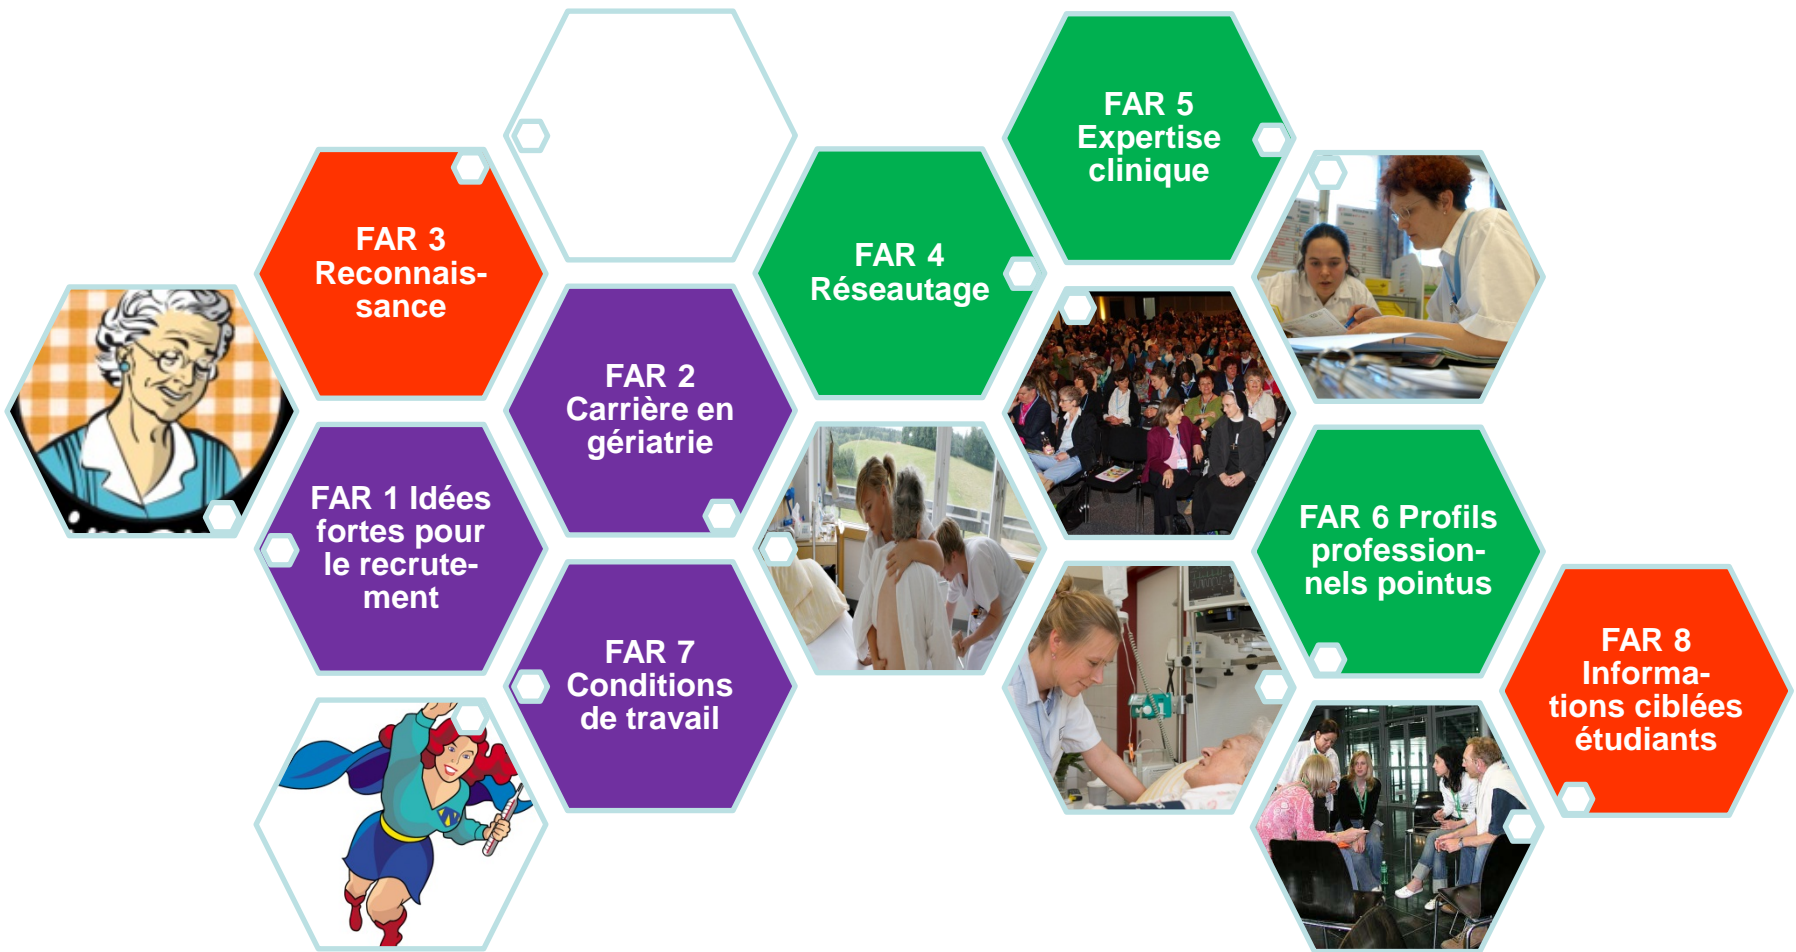 FAR 5
Expertise
clinique
FAR 3
Reconnais-
sance
FAR 4
Réseautage
FAR 2
Carrière en
gériatrie
FAR 1 Idées
fortes pour
le recrute-
ment
FAR 6 Profils
profession-
nels pointus
FAR 7
Conditions
de travail
FAR 8
Informa-
tions ciblées
étudiants